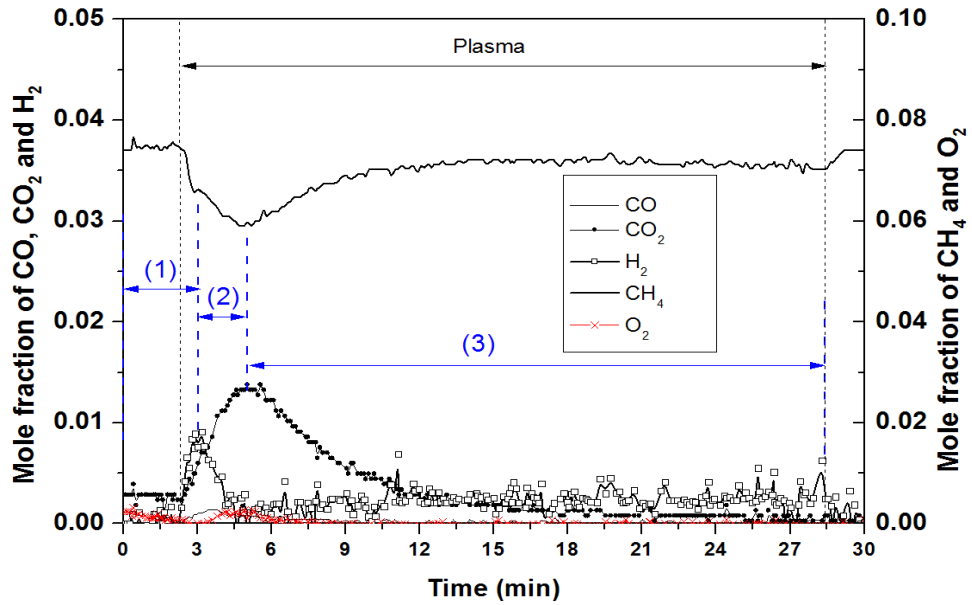 Mole fraction of CO, CO₂ and H₂
0.05
0.04
0.03
0.02
0.01
0.00
Plasma
(1)
(2)
(3)
CO
CO₂
H₂
CH₄
O₂
0 3 6 9 12 15 18 21 24 27 30
Time (min)
0.10
0.08
0.06
0.04
0.02
0.00
Mole fraction of CH₄ and O₂